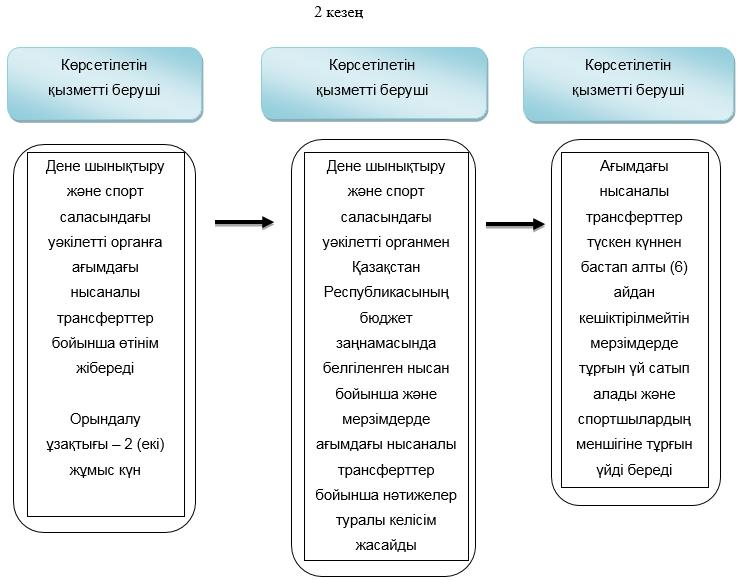 2 кезең
Көрсетілетін
қызметті беруші
Көрсетілетін
қызметті беруші
Көрсетілетін
қызметті беруші
Дене шынықтыру
және спорт
саласындағы
уәкілетті органға
ағымдағы
нысаналы
трансферттер
бойынша өтінім
жібереді
Орындалу
ұзақтығы – 2 (екі)
жұмыс күн
Дене шынықтыру
және спорт
саласындағы
уәкілетті органмен
Қазақстан
Республикасының
бюджет
заңнамасында
белгіленген нысан
бойынша және
мерзімдерде
ағымдағы нысаналы
трансферттер
бойынша нәтижелер
туралы келісім
жасайды
Ағымдағы
нысаналы
трансферттер
түскен күннен
бастап алты (6)
айдан
кешіктірілмейтін
мерзімдерде
тұрғын үй сатып
алады және
спортшылардың
меншігіне тұрғын
үйді береді